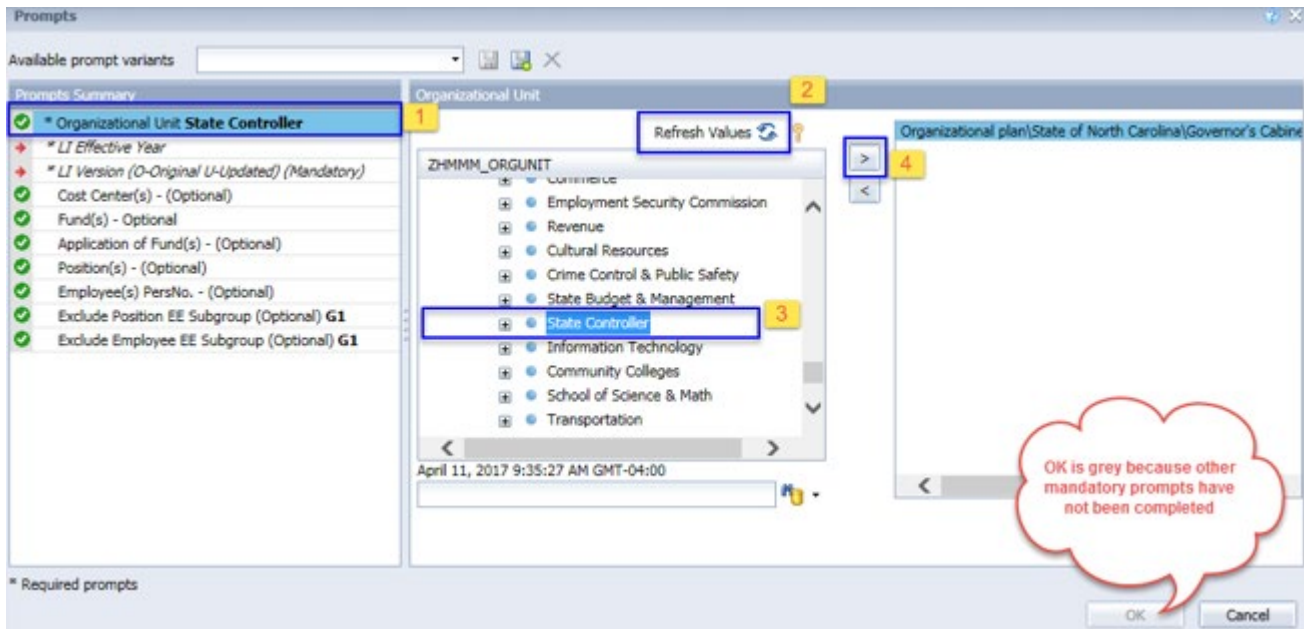 Prompts
Available prompt variants
Prompts Summary
Organizational Unit
2
* Organizational Unit State Controller
1
* LI Effective Year
* LI Version (O-Original U-Updated) (Mandatory)
Cost Center(s) - (Optional)
Fund(s) - Optional
Application of Fund(s) - (Optional)
Position(s) - (Optional)
Employee(s) PersNo. - (Optional)
Exclude Position EE Subgroup (Optional) G1
Exclude Employee EE Subgroup (Optional) G1
Refresh Values
ZHMMM_ORGUNIT
Commerce
Employment Security Commission
Revenue
Cultural Resources
Crime Control & Public Safety
State Budget & Management
State Controller
3
Information Technology
Community Colleges
School of Science & Math
Transportation
April 11, 2017 9:35:27 AM GMT-04:00
>
4
<
Organizational plan\State of North Carolina\Governor's Cabine
OK is grey because other
mandatory prompts have
not been completed
* Required prompts
OK
Cancel